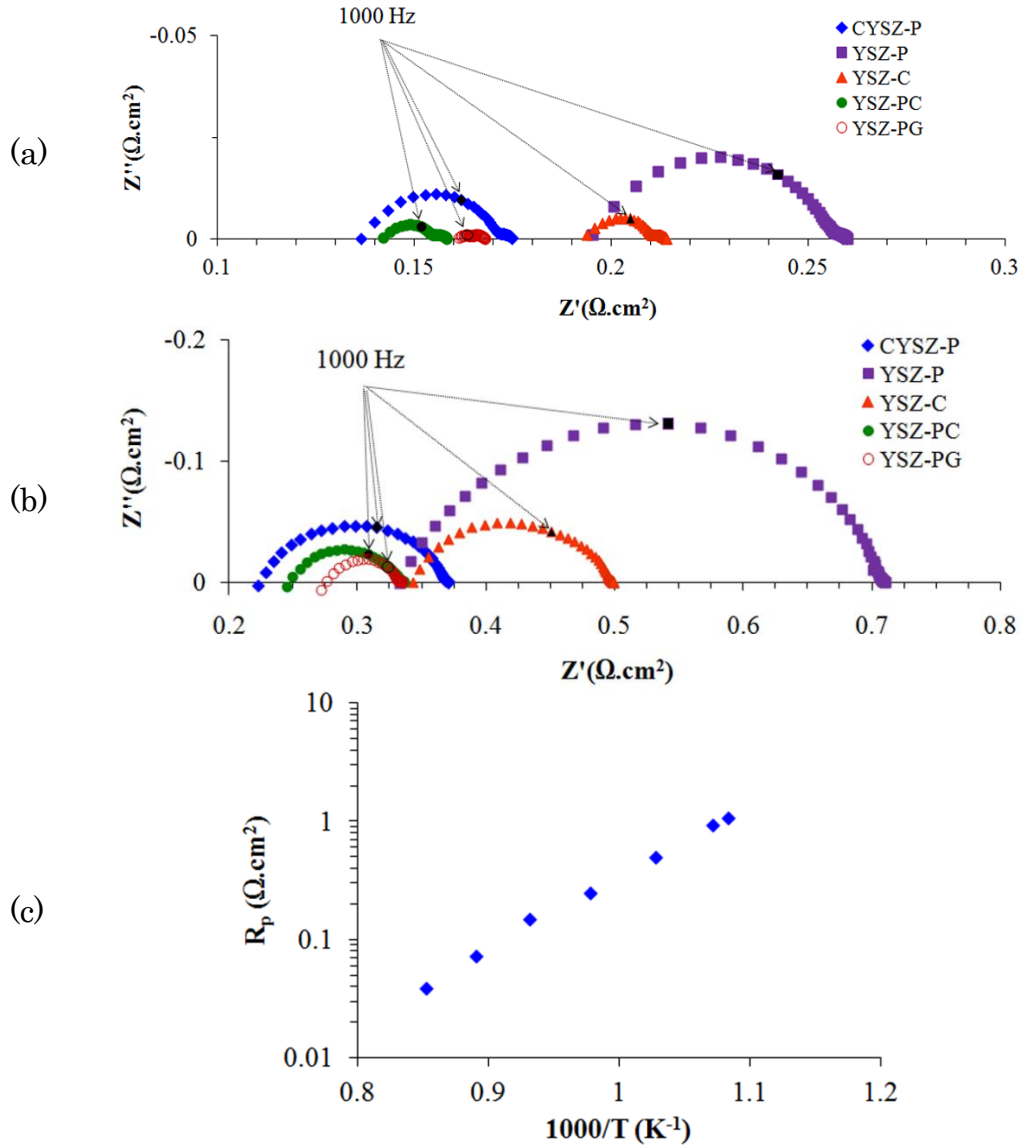 (a)
1000 Hz
Z''(Ω.cm²)
-0.05
0
0.1 0.15 0.2 0.25 0.3
Z'(Ω.cm²)
CYSZ-P
YSZ-P
YSZ-C
YSZ-PC
YSZ-PG
(b)
1000 Hz
Z''(Ω.cm²)
-0.2
-0.1
0
0.2 0.3 0.4 0.5 0.6 0.7 0.8
Z'(Ω.cm²)
CYSZ-P
YSZ-P
YSZ-C
YSZ-PC
YSZ-PG
(c)
Rₚ (Ω.cm²)
10
1
0.1
0.01
0.8 0.9 1 1.1 1.2
1000/T (K⁻¹)